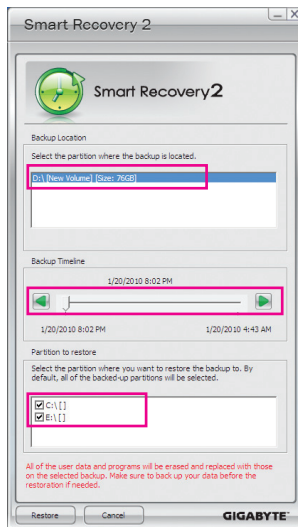 Smart Recovery 2
Smart Recovery2
Backup Location
Select the partition where the backup is located.
D:\ [New Volume] [Size: 76GB]
Backup Timeline
1/20/2010 8:02 PM
1/20/2010 8:02 PM 1/20/2010 4:43 AM
Partition to restore
Select the partition where you want to restore the backup to. By
default, all of the backed-up partitions will be selected.
C:\ [ ]
E:\ [ ]
All of the user data and programs will be erased and replaced with those
on the selected backup. Make sure to back up your data before the
restoration if needed.
Restore Cancel GIGABYTE™